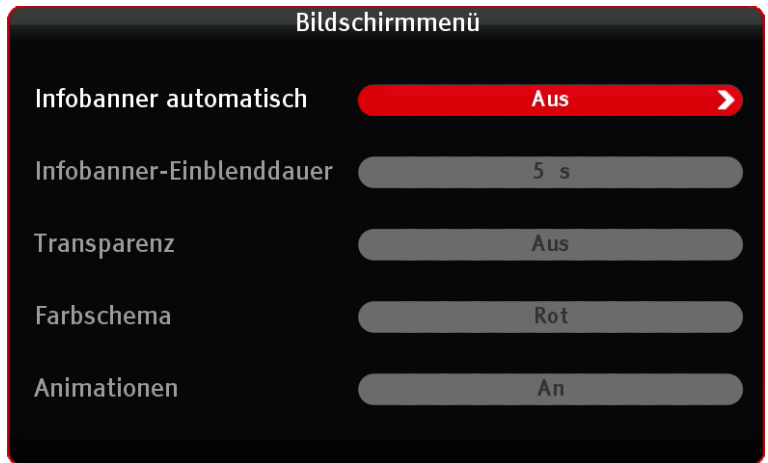 Bildschirmmenü
Infobanner automatisch Aus
Infobanner-Einblenddauer 5 s
Transparenz Aus
Farbschema Rot
Animationen An